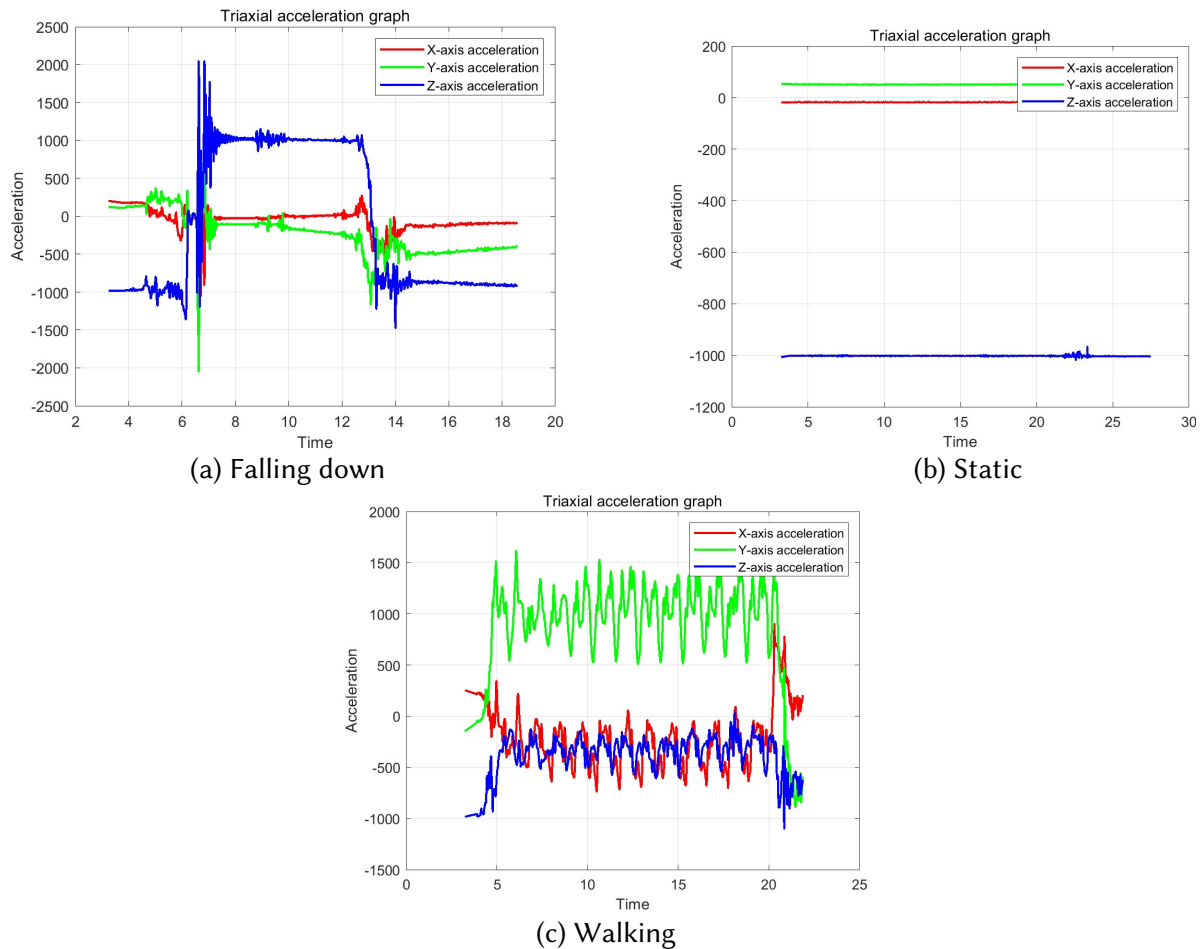 Triaxial acceleration graph
2500
2000
1500
1000
500
0
-500
-1000
-1500
-2000
-2500
Acceleration
X-axis acceleration
Y-axis acceleration
Z-axis acceleration
2 4 6 8 10 12 14 16 18 20
Time
(a) Falling down
Triaxial acceleration graph
200
0
-200
-400
-600
-800
-1000
-1200
Acceleration
X-axis acceleration
Y-axis acceleration
Z-axis acceleration
0 5 10 15 20 25 30
Time
(b) Static
Triaxial acceleration graph
2000
1500
1000
500
0
-500
-1000
-1500
Acceleration
X-axis acceleration
Y-axis acceleration
Z-axis acceleration
0 5 10 15 20 25
Time
(c) Walking